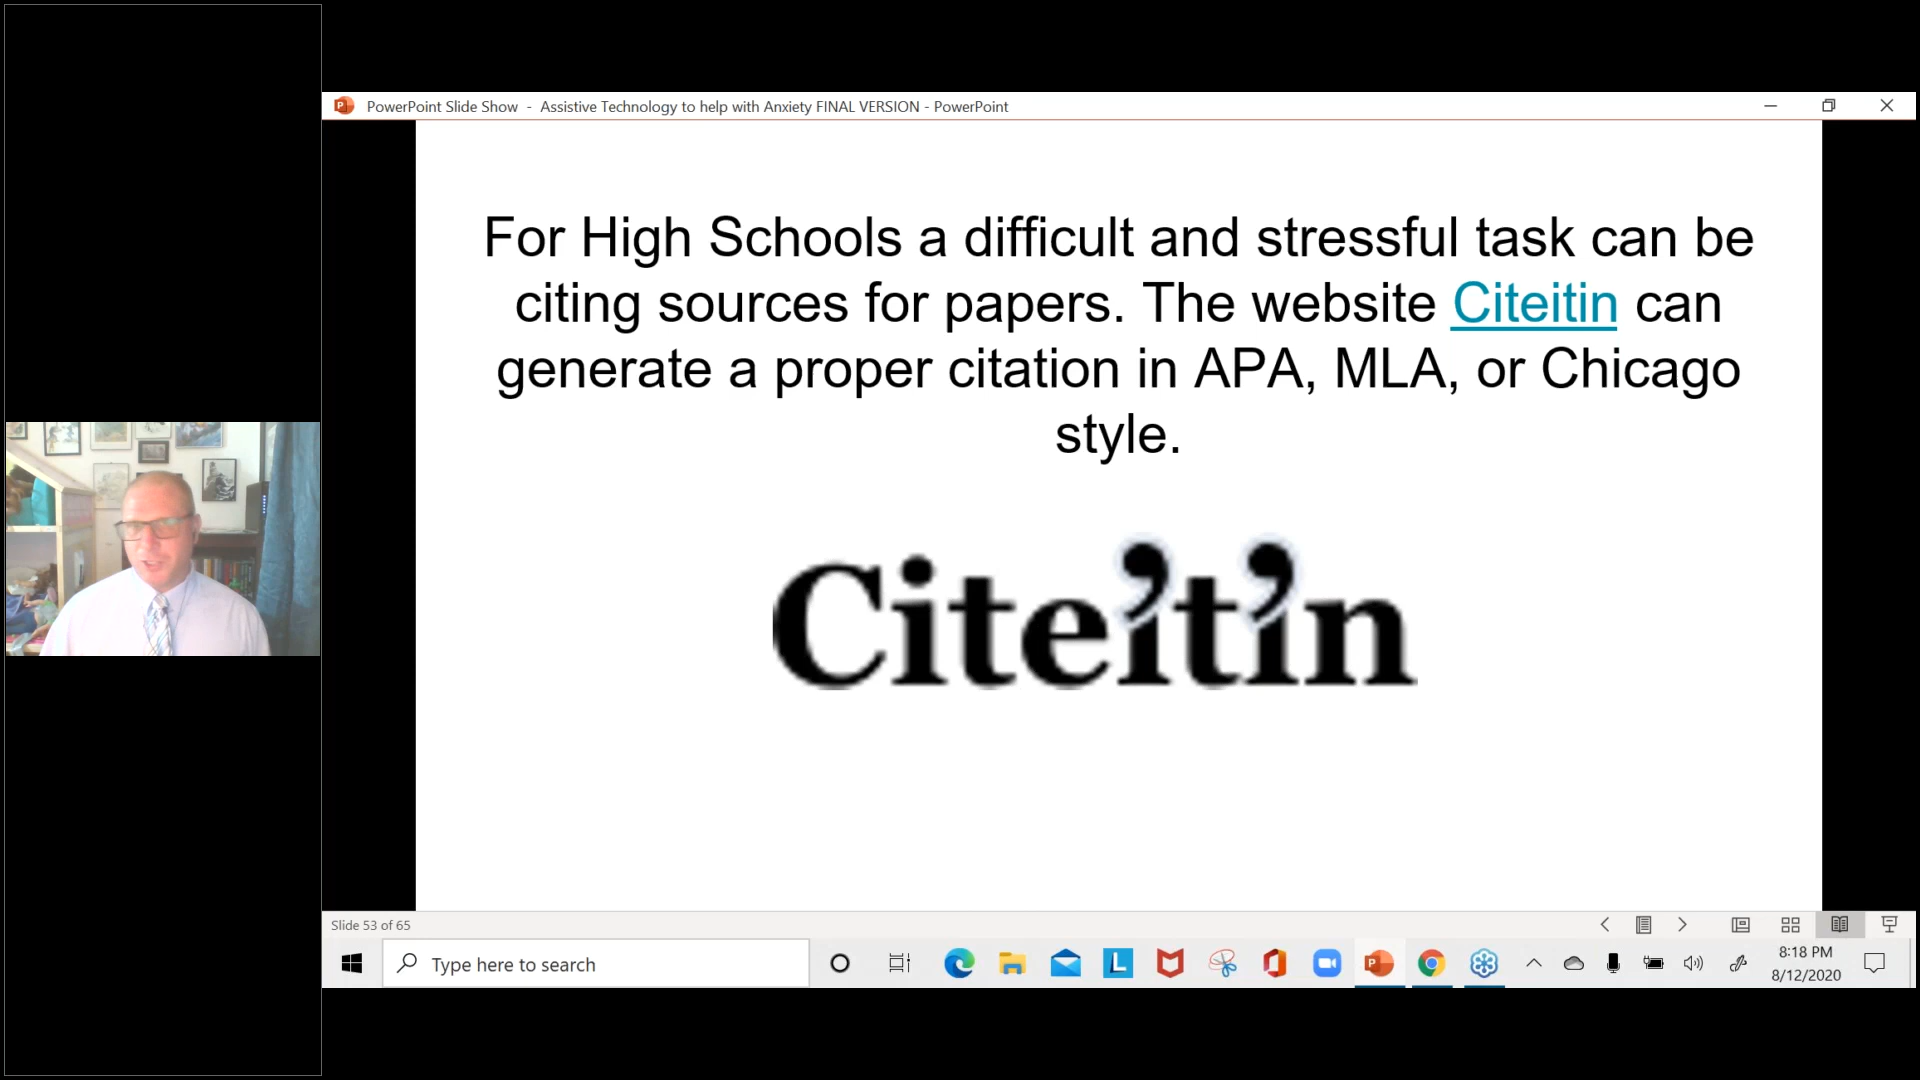 PowerPoint Slide Show - Assistive Technology to help with Anxiety FINAL VERSION - PowerPoint
For High Schools a difficult and stressful task can be
citing sources for papers. The website Citeitin can
generate a proper citation in APA, MLA, or Chicago
style.
Citeitin
Slide 53 of 65
Type here to search
8:18 PM
8/12/2020